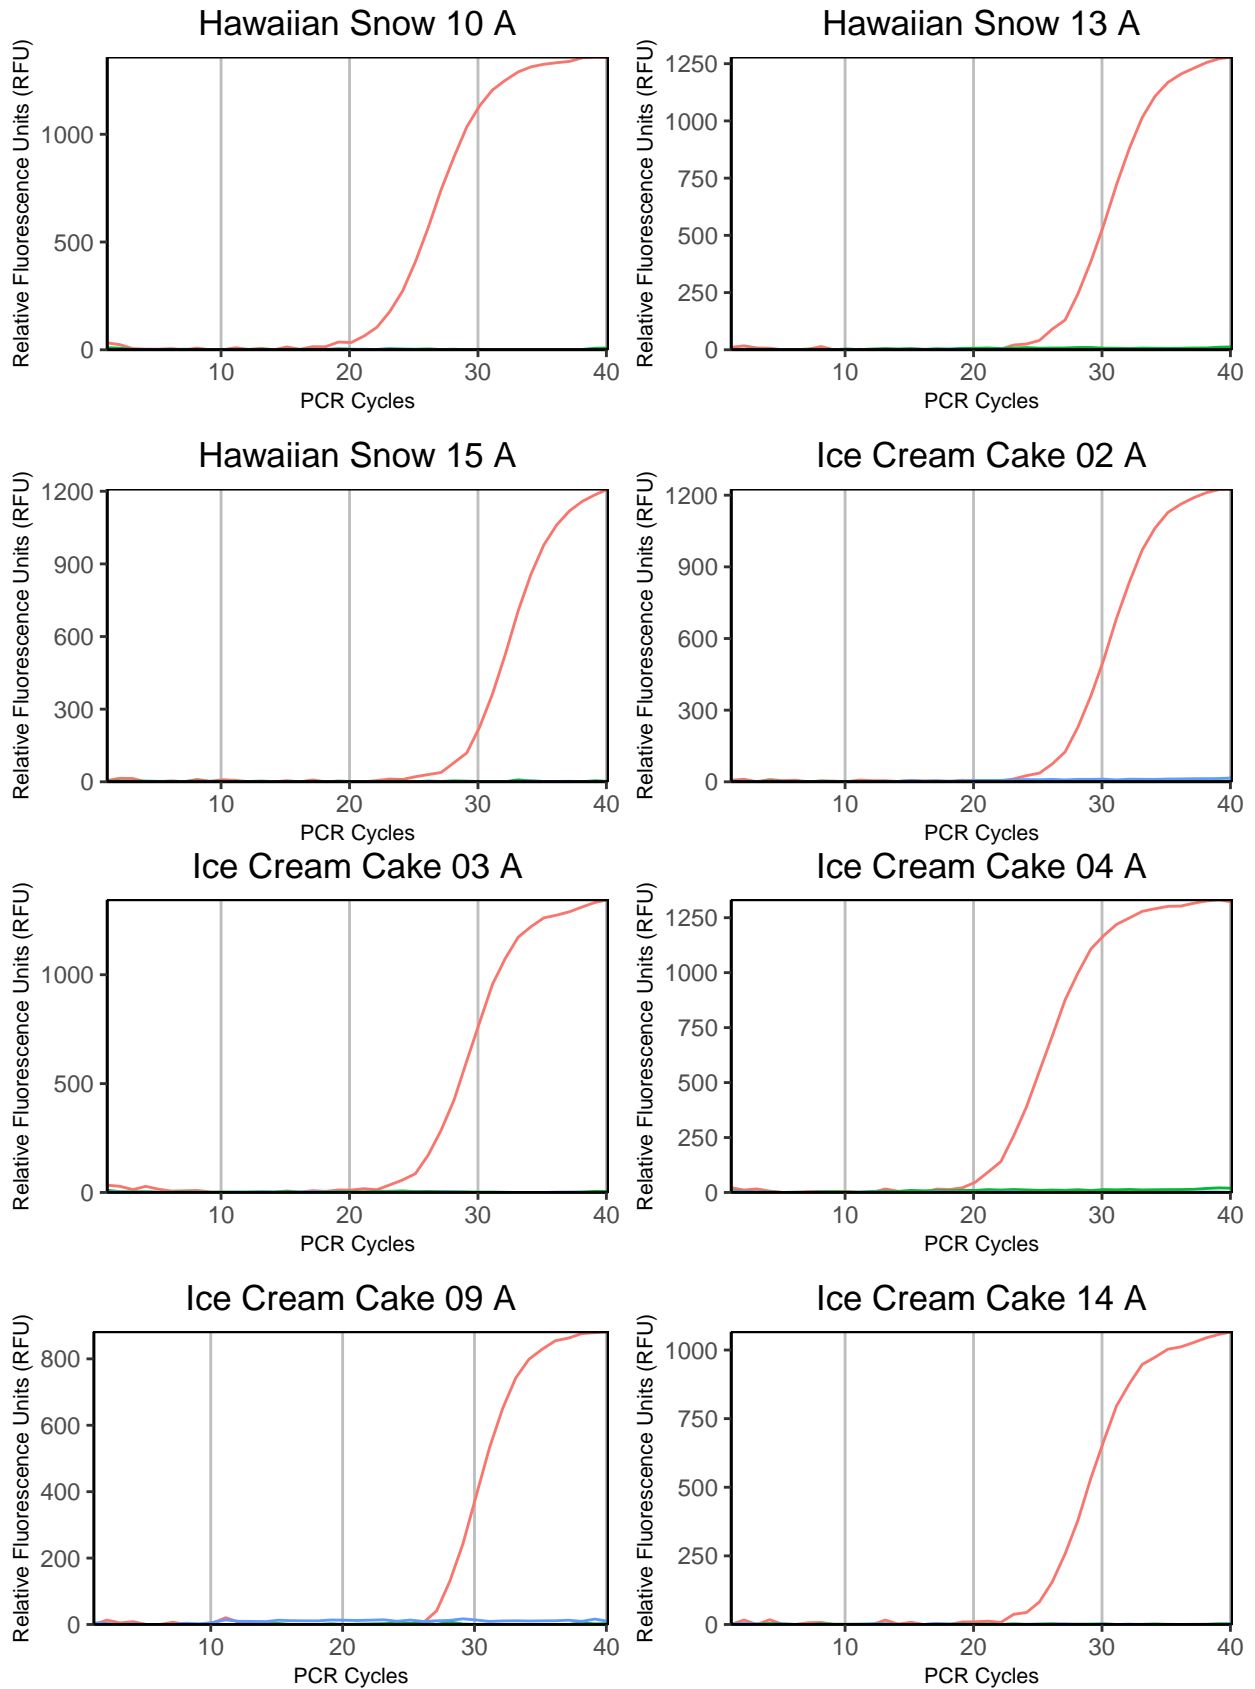 Hawaiian Snow 10 A
Relative Fluorescence Units (RFU)
1000
500
0
10 20 30 40
PCR Cycles
Hawaiian Snow 13 A
Relative Fluorescence Units (RFU)
1250
1000
750
500
250
0
10 20 30 40
PCR Cycles
Hawaiian Snow 15 A
Relative Fluorescence Units (RFU)
1200
900
600
300
0
10 20 30 40
PCR Cycles
Ice Cream Cake 02 A
Relative Fluorescence Units (RFU)
1200
900
600
300
0
10 20 30 40
PCR Cycles
Ice Cream Cake 03 A
Relative Fluorescence Units (RFU)
1000
500
0
10 20 30 40
PCR Cycles
Ice Cream Cake 04 A
Relative Fluorescence Units (RFU)
1250
1000
750
500
250
0
10 20 30 40
PCR Cycles
Ice Cream Cake 09 A
Relative Fluorescence Units (RFU)
800
600
400
200
0
10 20 30 40
PCR Cycles
Ice Cream Cake 14 A
Relative Fluorescence Units (RFU)
1000
750
500
250
0
10 20 30 40
PCR Cycles